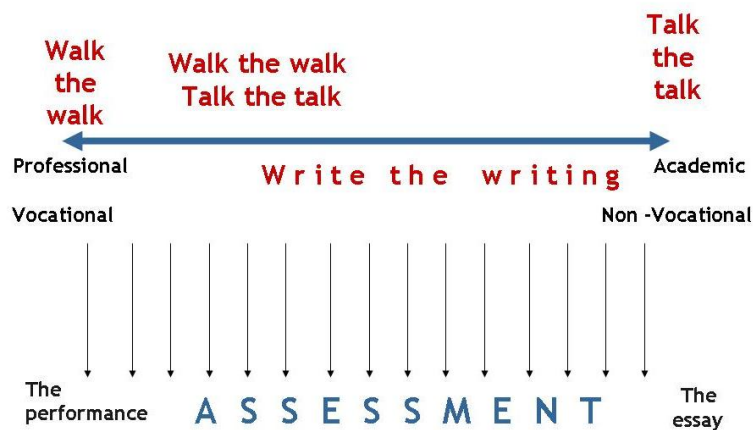 Walk
the
walk
Walk the walk
Talk the talk
Talk
the
talk
Professional
Academic
Write the writing
Vocational
Non -Vocational
The
performance
ASSESSMENT
The
essay